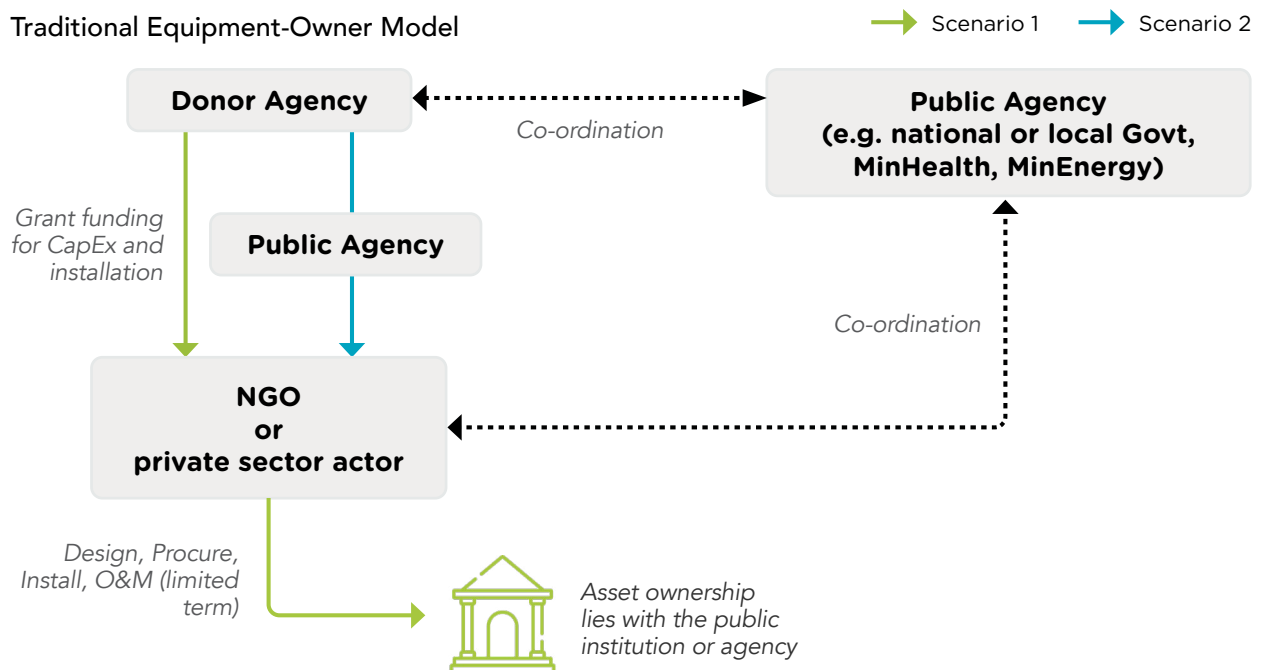 Traditional Equipment-Owner Model
Scenario 1
Scenario 2
Donor Agency
Co-ordination
Public Agency
(e.g. national or local Govt,
MinHealth, MinEnergy)
Grant funding
for CapEx and
installation
Public Agency
Co-ordination
NGO
or
private sector actor
Design, Procure,
Install, O&M (limited
term)
Asset ownership
lies with the public
institution or agency